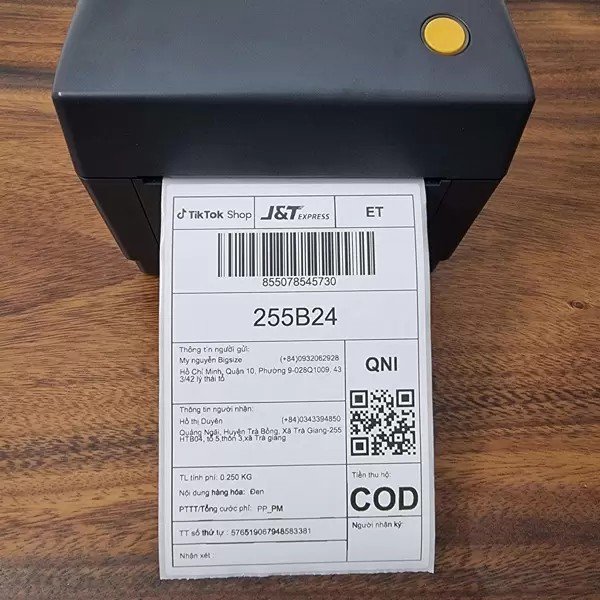 TikTok Shop
J&T EXPRESS
ET
855078545730
255B24
Thông tin người gửi:
My nguyễn Bigsize (+84)0932062928
Hồ Chí Minh, Quận 10, Phường 9-028Q1009, 43
3/42 lý thái tổ
QNI
Thông tin người nhận:
Hồ thị Duyên (+84)0343394850
Quảng Ngãi, Huyện Trà Bồng, Xã Trà Giang-255
HTB04, tổ 5,thôn 3,xã Trà giang
TL tính phí: 0.250 KG
Nội dung hàng hóa: Đen
PTTT/Tổng cước phí: PP_PM
Tiền thu hộ:
COD
Người nhận ký:
TT số thứ tự : 576519067948583381
Nhận xét :